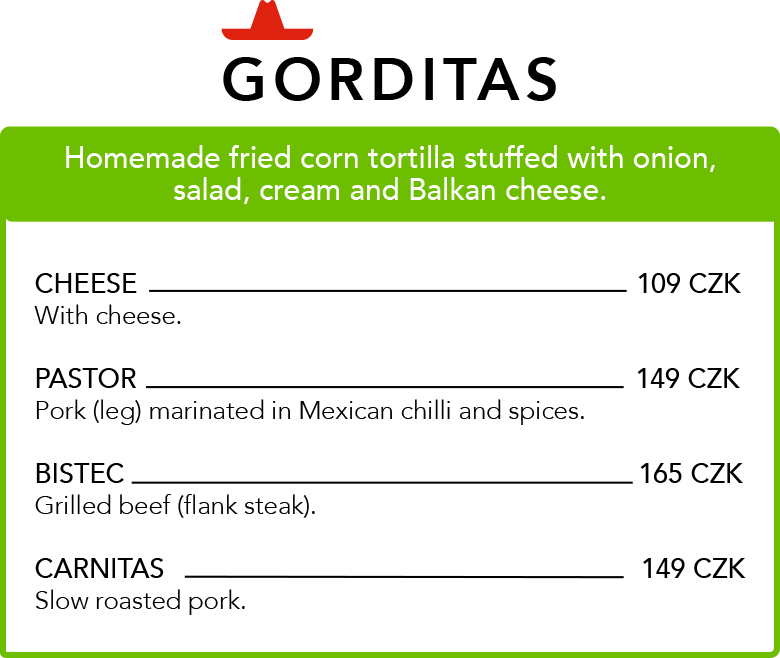 GORDITAS
Homemade fried corn tortilla stuffed with onion,
salad, cream and Balkan cheese.
CHEESE 109 CZK
With cheese.
PASTOR 149 CZK
Pork (leg) marinated in Mexican chilli and spices.
BISTEC 165 CZK
Grilled beef (flank steak).
CARNITAS 149 CZK
Slow roasted pork.